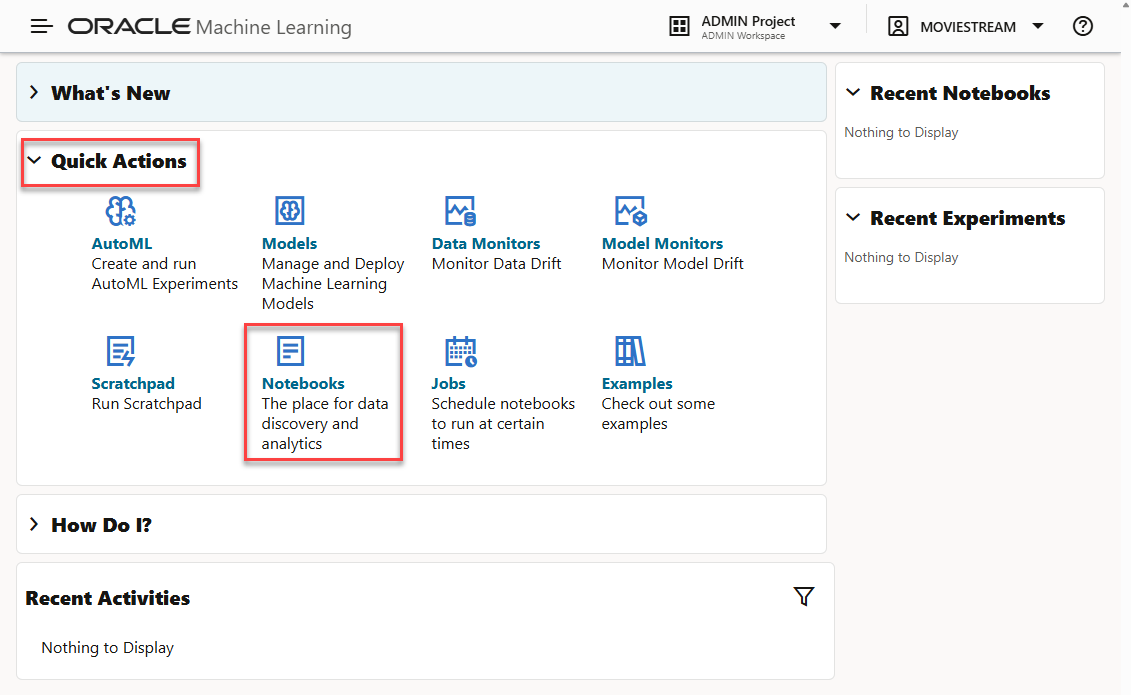 ORACLE Machine Learning
ADMIN Project
ADMIN Workspace
MOVIESTREAM
What's New
Quick Actions
AutoML
Create and run
AutoML Experiments
Models
Manage and Deploy
Machine Learning
Models
Data Monitors
Monitor Data Drift
Model Monitors
Monitor Model Drift
Scratchpad
Run Scratchpad
Notebooks
The place for data
discovery and
analytics
Jobs
Schedule notebooks
to run at certain
times
Examples
Check out some
examples
How Do I?
Recent Activities
Nothing to Display
Recent Notebooks
Nothing to Display
Recent Experiments
Nothing to Display